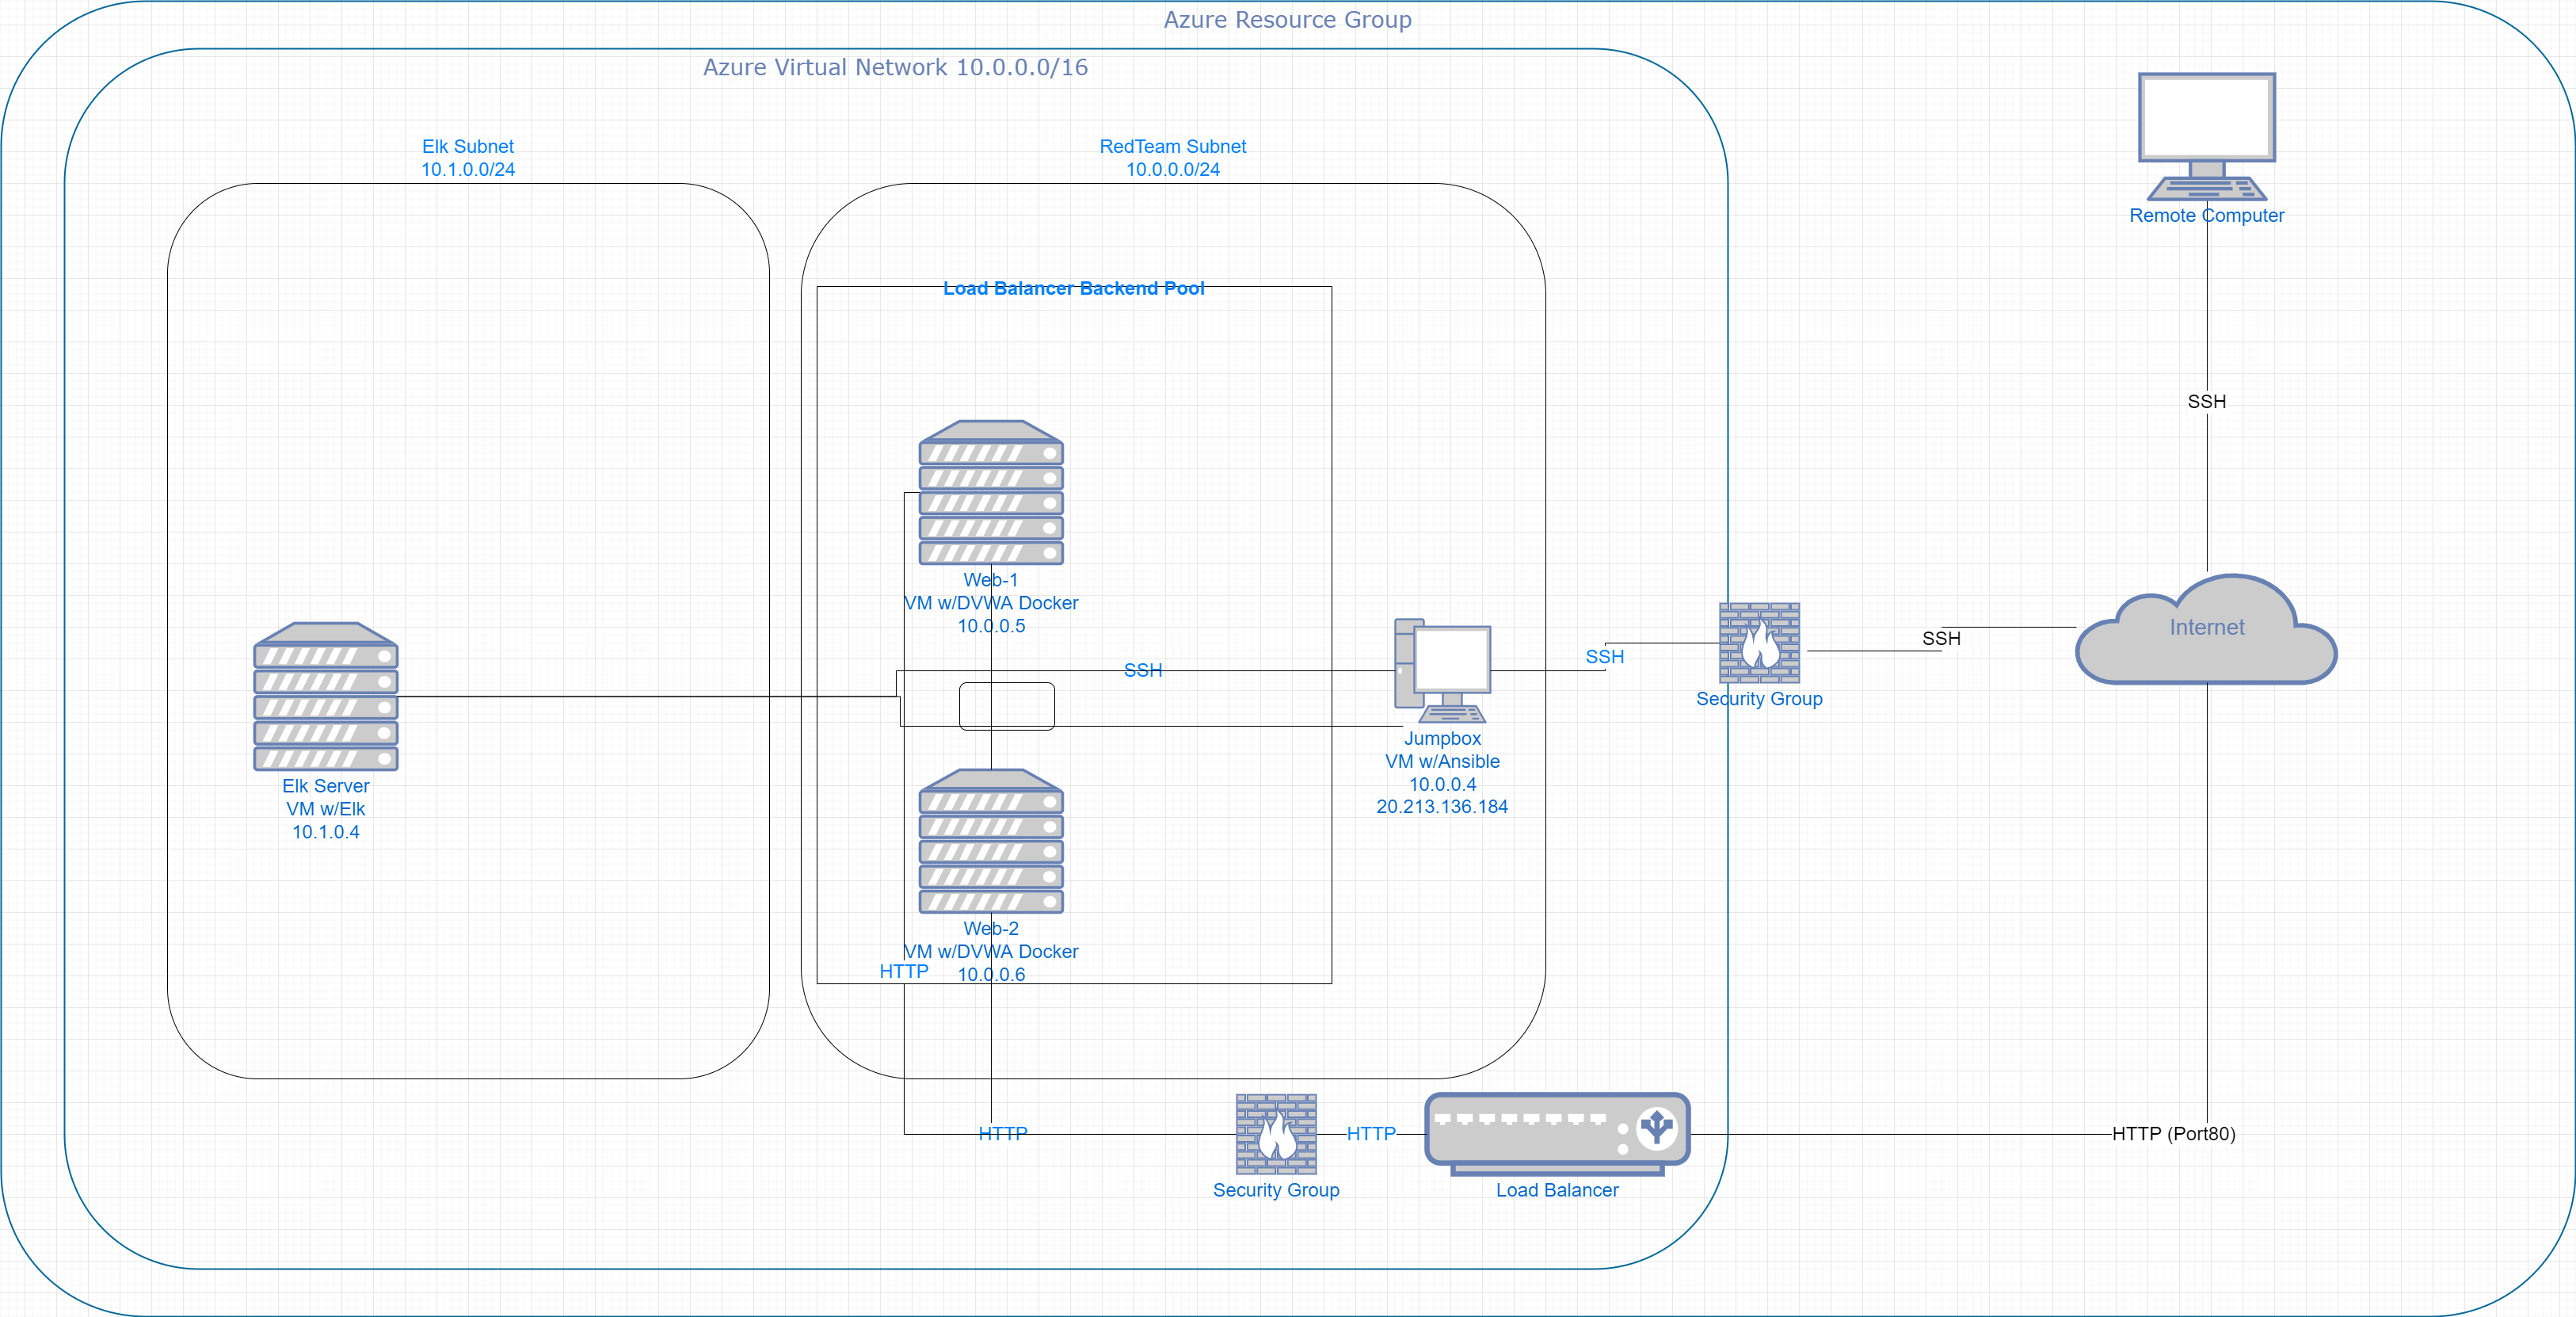 Azure Resource Group
Azure Virtual Network 10.0.0.0/16
Elk Subnet
10.1.0.0/24
RedTeam Subnet
10.0.0.0/24
Remote Computer
Load Balancer Backend Pool
SSH
Web-1
VM w/DVWA Docker
10.0.0.5
Internet
SSH
SSH
SSH
Security Group
Jumpbox
VM w/Ansible
10.0.0.4
20.213.136.184
Elk Server
VM w/Elk
10.1.0.4
Web-2
VM w/DVWA Docker
10.0.0.6
HTTP
HTTP
HTTP
HTTP (Port80)
Security Group
Load Balancer